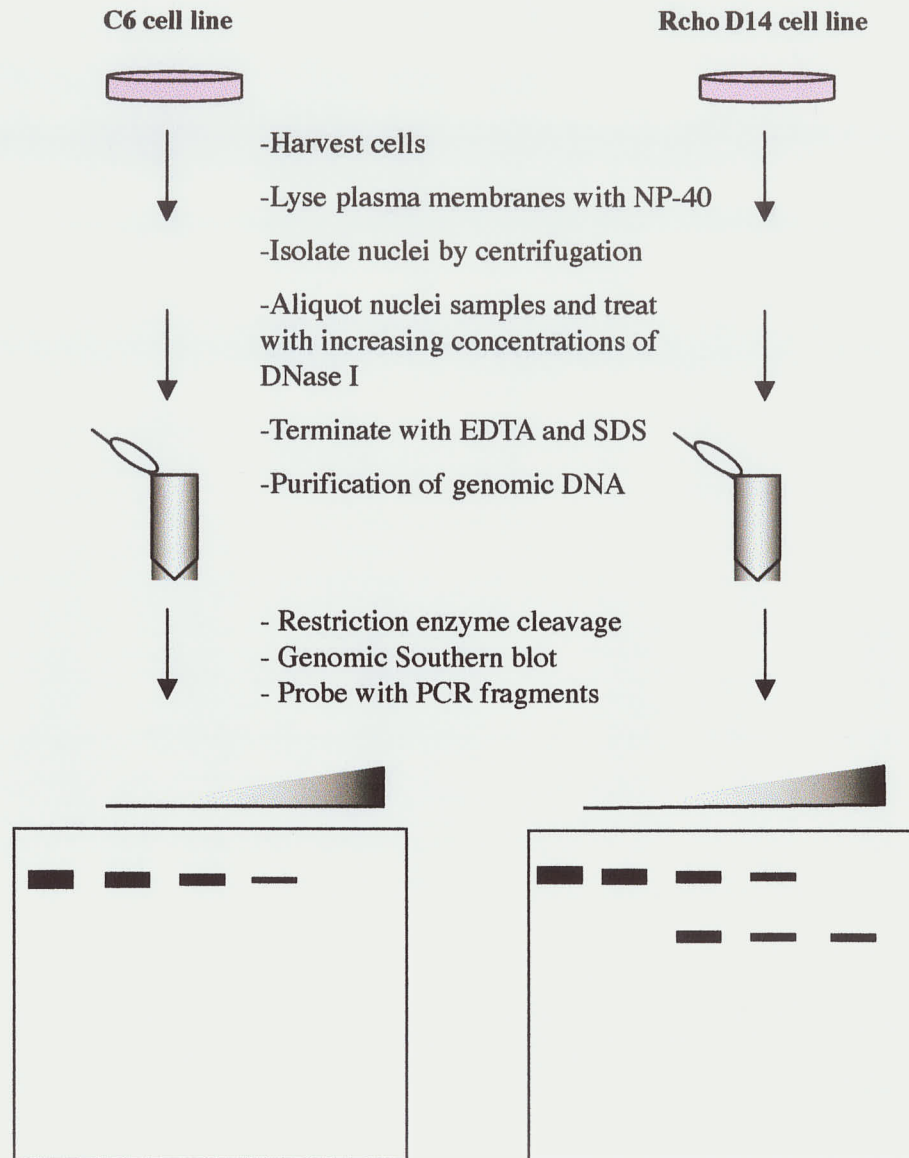 C6 cell line
Rcho D14 cell line
-Harvest cells
-Lyse plasma membranes with NP-40
-Isolate nuclei by centrifugation
-Aliquot nuclei samples and treat
with increasing concentrations of
DNase I
-Terminate with EDTA and SDS
-Purification of genomic DNA
- Restriction enzyme cleavage
- Genomic Southern blot
- Probe with PCR fragments